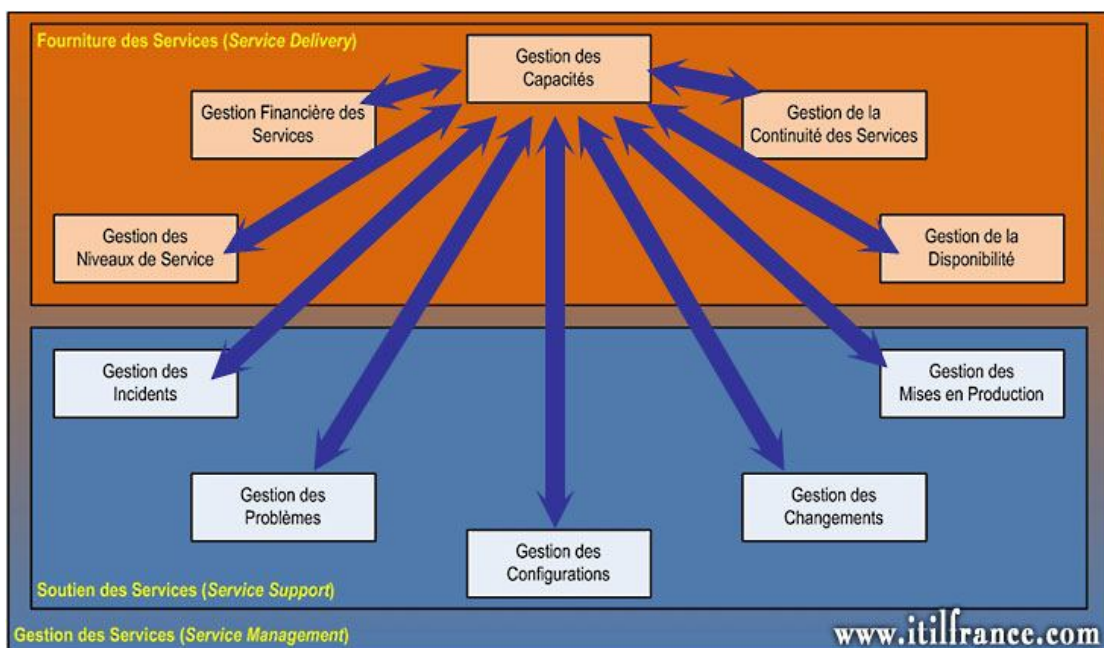 Fourniture des Services (Service Delivery)
Gestion des
Capacités
Gestion Financière des
Services
Gestion de la
Continuité des Services
Gestion des
Niveaux de Service
Gestion de la
Disponibilité
Gestion des
Incidents
Gestion des
Mises en Production
Gestion des
Problèmes
Gestion des
Changements
Gestion des
Configurations
Soutien des Services (Service Support)
Gestion des Services (Service Management)
www.itilfrance.com